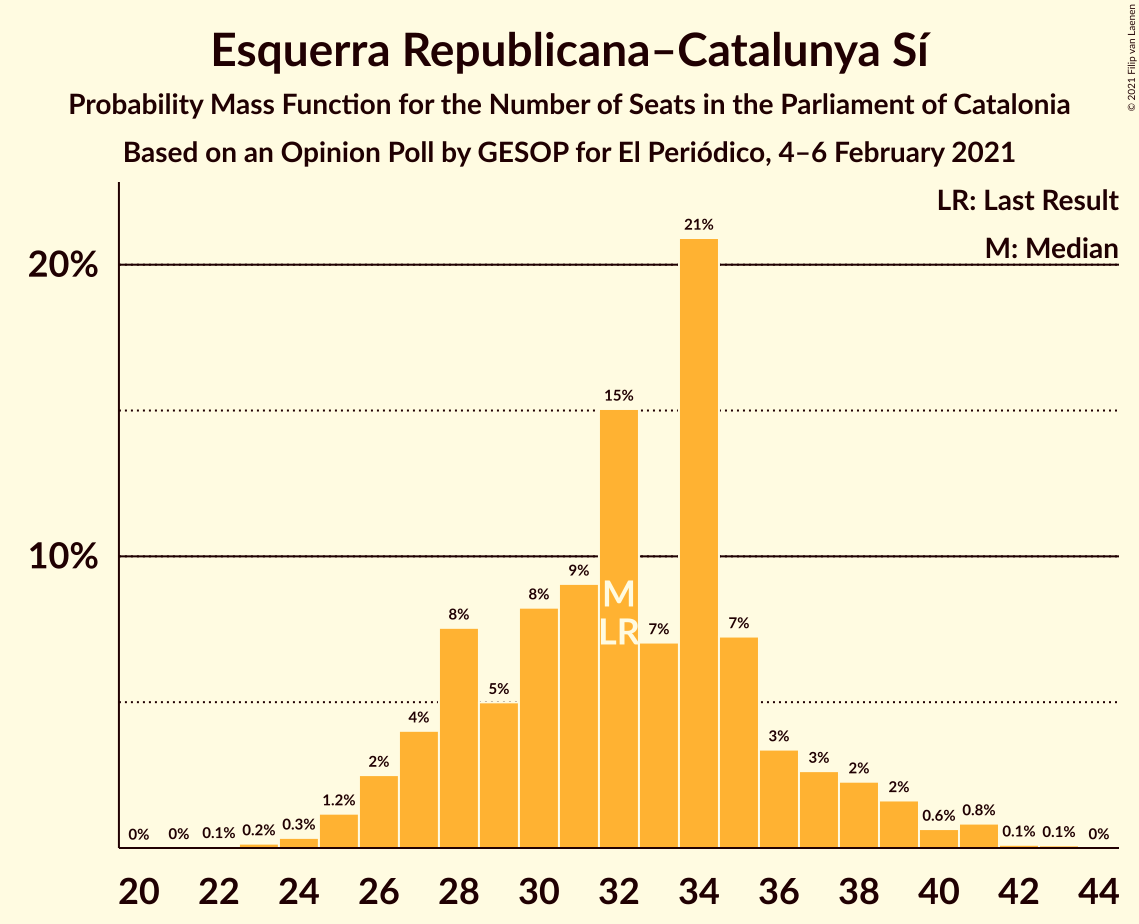 Esquerra Republicana–Catalunya Sí
Probability Mass Function for the Number of Seats in the Parliament of Catalonia
Based on an Opinion Poll by GESOP for El Periódico, 4–6 February 2021
© 2021 Filip van Laenen
LR: Last Result
M: Median
20%
10%
0% 0% 0.1% 0.2% 0.3% 1.2% 2% 4% 8% 5% 8% 9% 15% 7% 21% 7% 3% 3% 2% 2% 0.6% 0.8% 0.1% 0.1% 0%
M
LR
20 22 24 26 28 30 32 34 36 38 40 42 44